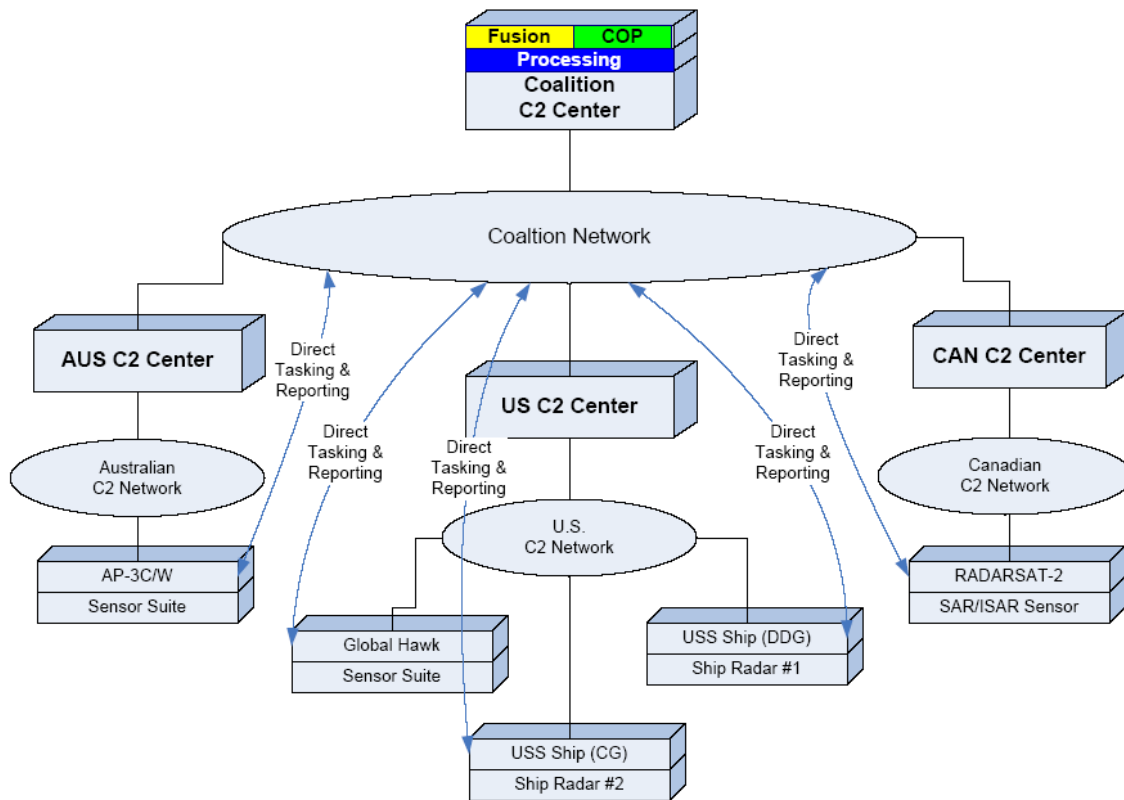 Fusion
COP
Processing
Coalition
C2 Center
Coaltion Network
AUS C2 Center
Direct
Tasking &
Reporting
US C2 Center
Direct
Tasking &
Reporting
CAN C2 Center
Direct
Tasking &
Reporting
Direct
Tasking &
Reporting
Direct
Tasking &
Reporting
Australian
C2 Network
U.S.
C2 Network
Canadian
C2 Network
AP-3C/W
Sensor Suite
Global Hawk
Sensor Suite
USS Ship (DDG)
Ship Radar #1
RADARSAT-2
SAR/ISAR Sensor
USS Ship (CG)
Ship Radar #2